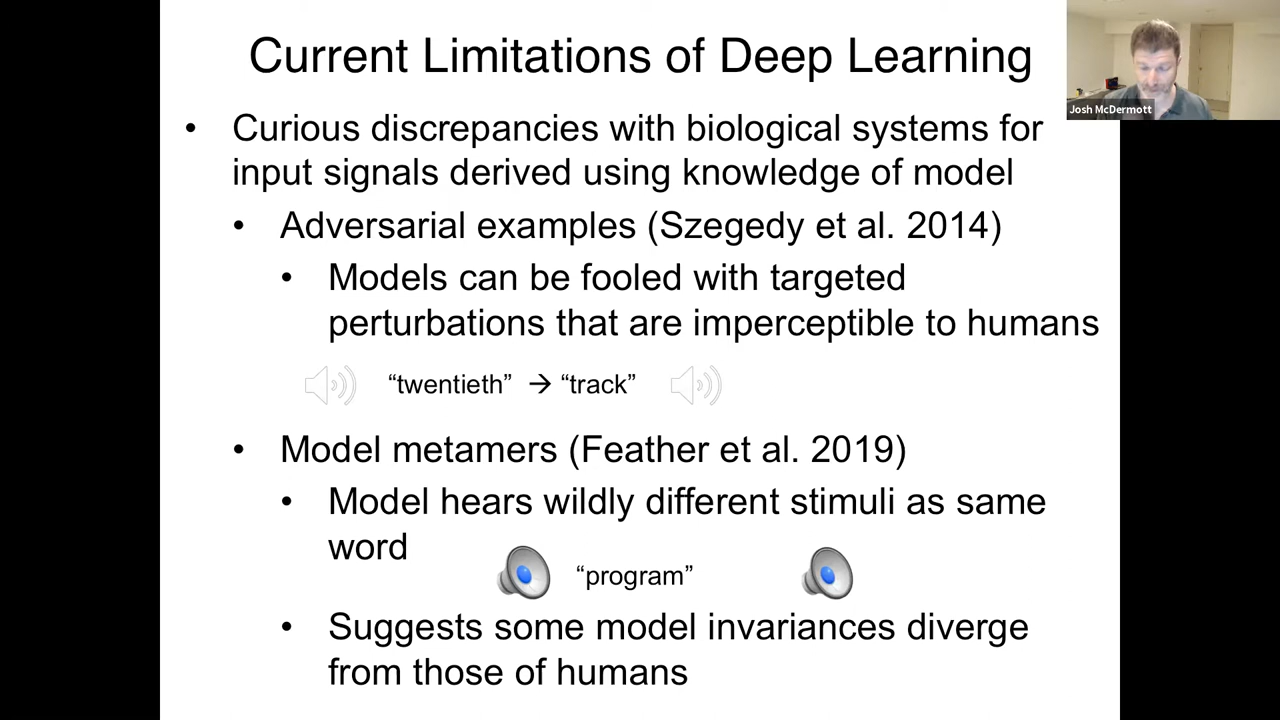 Current Limitations of Deep Learning
Josh McDermott
• Curious discrepancies with biological systems for
input signals derived using knowledge of model
• Adversarial examples (Szegedy et al. 2014)
• Models can be fooled with targeted
perturbations that are imperceptible to humans
“twentieth” → “track”
• Model metamers (Feather et al. 2019)
• Model hears wildly different stimuli as same
word
“program”
• Suggests some model invariances diverge
from those of humans